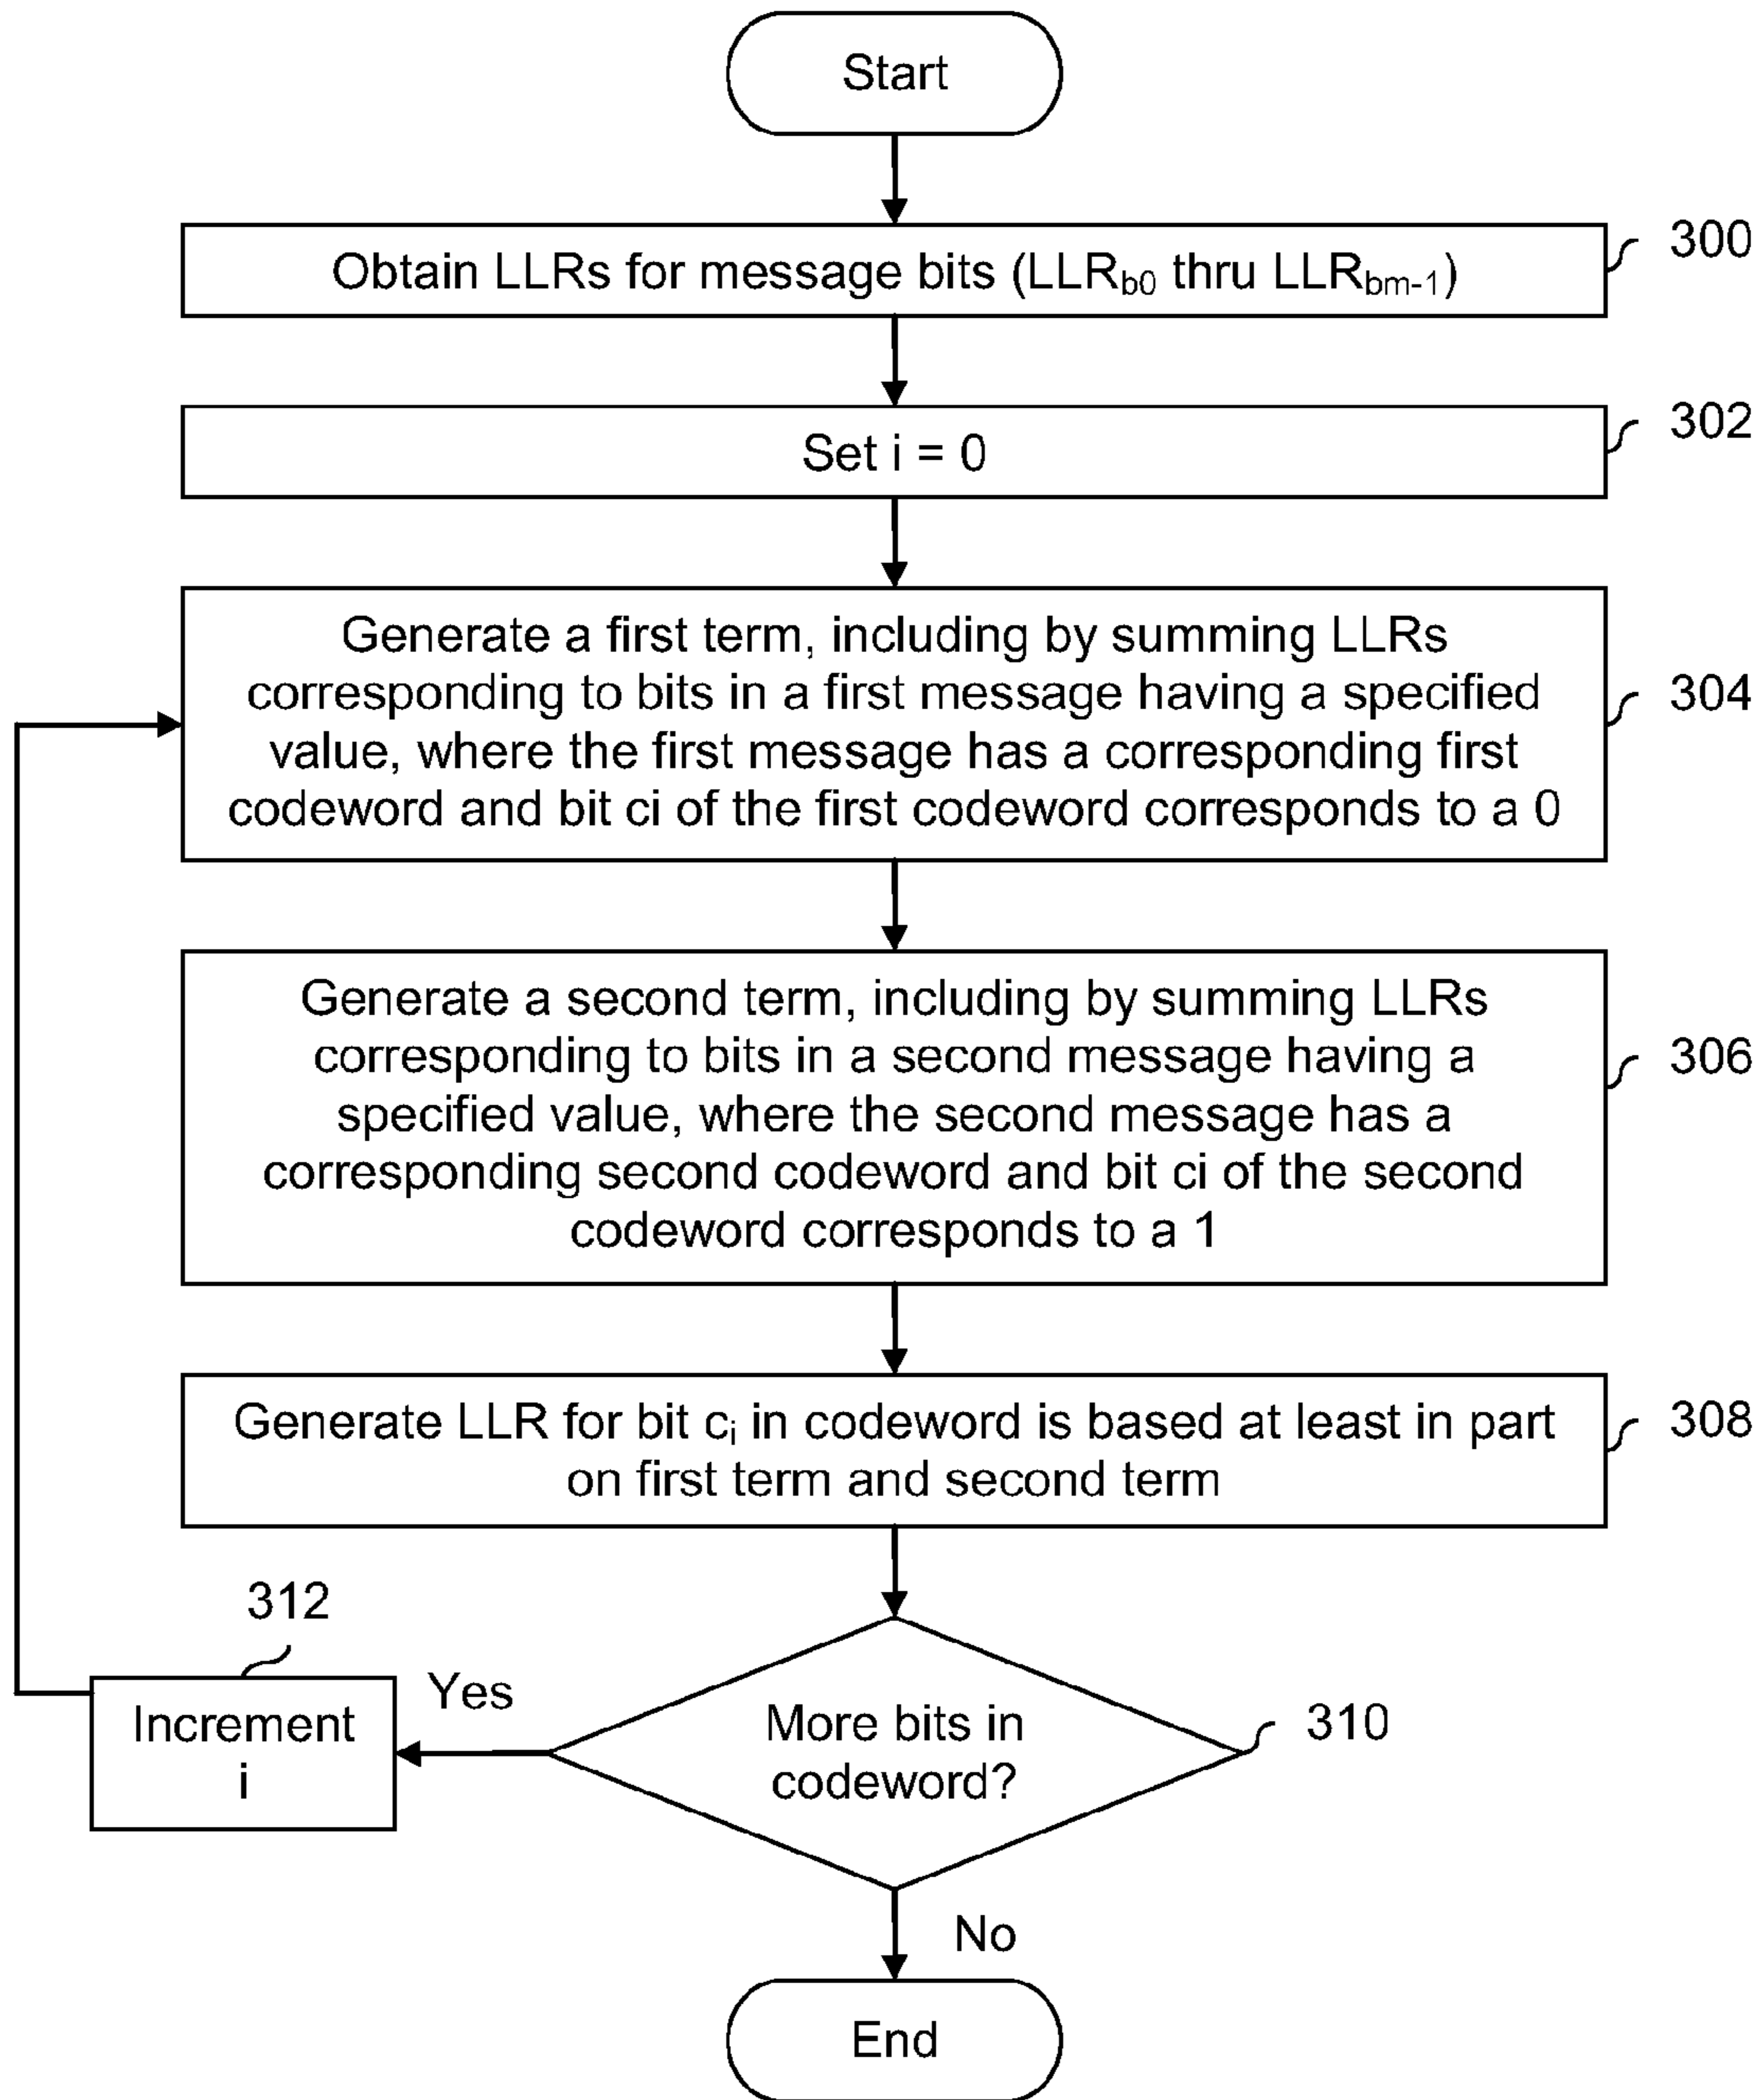 Start
300
Obtain LLRs for message bits (LLRb0 thru LLRbm-1)
302
Set i = 0
Generate a first term, including by summing LLRs
corresponding to bits in a first message having a specified
value, where the first message has a corresponding first
codeword and bit ci of the first codeword corresponds to a 0
304
Generate a second term, including by summing LLRs
corresponding to bits in a second message having a
specified value, where the second message has a
corresponding second codeword and bit ci of the second
codeword corresponds to a 1
306
Generate LLR for bit ci in codeword is based at least in part
on first term and second term
308
312
Increment
i
Yes
More bits in
codeword?
310
No
End